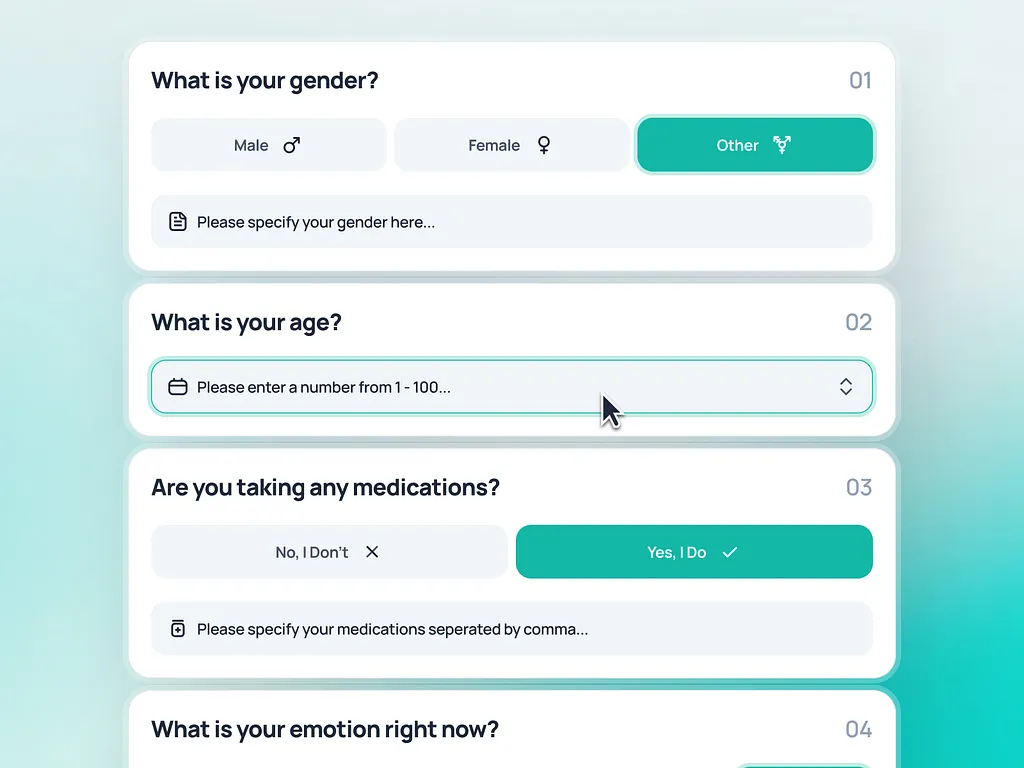 What is your gender? 01
Male Female Other
Please specify your gender here...
What is your age? 02
Please enter a number from 1 - 100...
Are you taking any medications? 03
No, I Don't Yes, I Do
Please specify your medications seperated by comma...
What is your emotion right now? 04